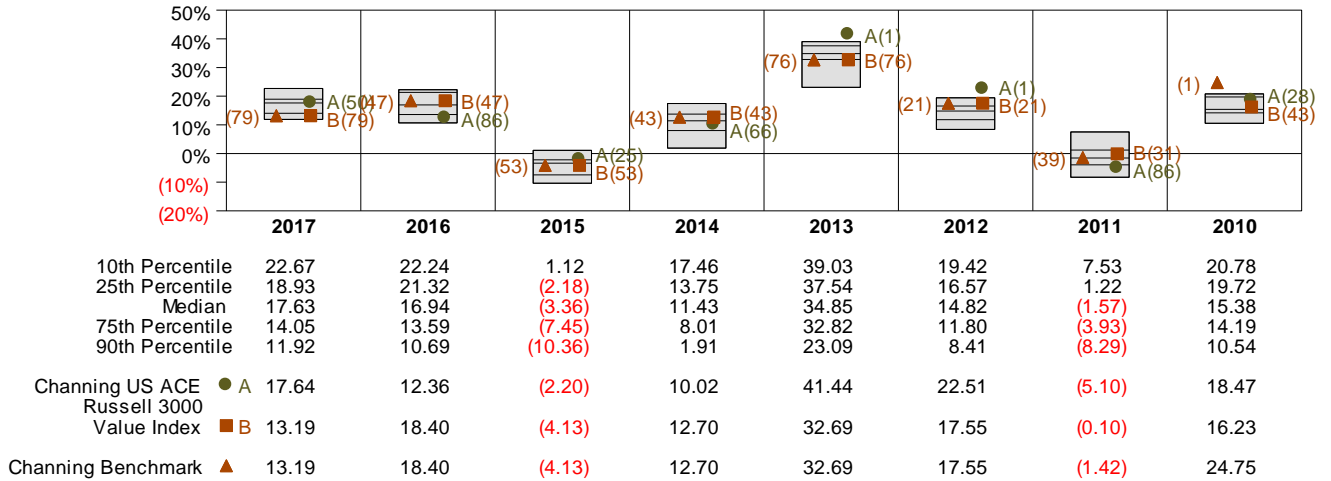 50%
40%
30%
20%
10%
0%
(10%)
(20%)
(79) A(50) B(79)
(47) B(47) A(86)
(53) A(25) B(53)
(43) B(43) A(66)
(76) A(1) B(76)
(21) A(1) B(21)
(39) B(31) A(86)
(1) A(28) B(43)
2017 2016 2015 2014 2013 2012 2011 2010
10th Percentile 22.67 22.24 1.12 17.46 39.03 19.42 7.53 20.78
25th Percentile 18.93 21.32 (2.18) 13.75 37.54 16.57 1.22 19.72
Median 17.63 16.94 (3.36) 11.43 34.85 14.82 (1.57) 15.38
75th Percentile 14.05 13.59 (7.45) 8.01 32.82 11.80 (3.93) 14.19
90th Percentile 11.92 10.69 (10.36) 1.91 23.09 8.41 (8.29) 10.54
Channing US ACE A 17.64 12.36 (2.20) 10.02 41.44 22.51 (5.10) 18.47
Russell 3000
Value Index B 13.19 18.40 (4.13) 12.70 32.69 17.55 (0.10) 16.23
Channing Benchmark 13.19 18.40 (4.13) 12.70 32.69 17.55 (1.42) 24.75